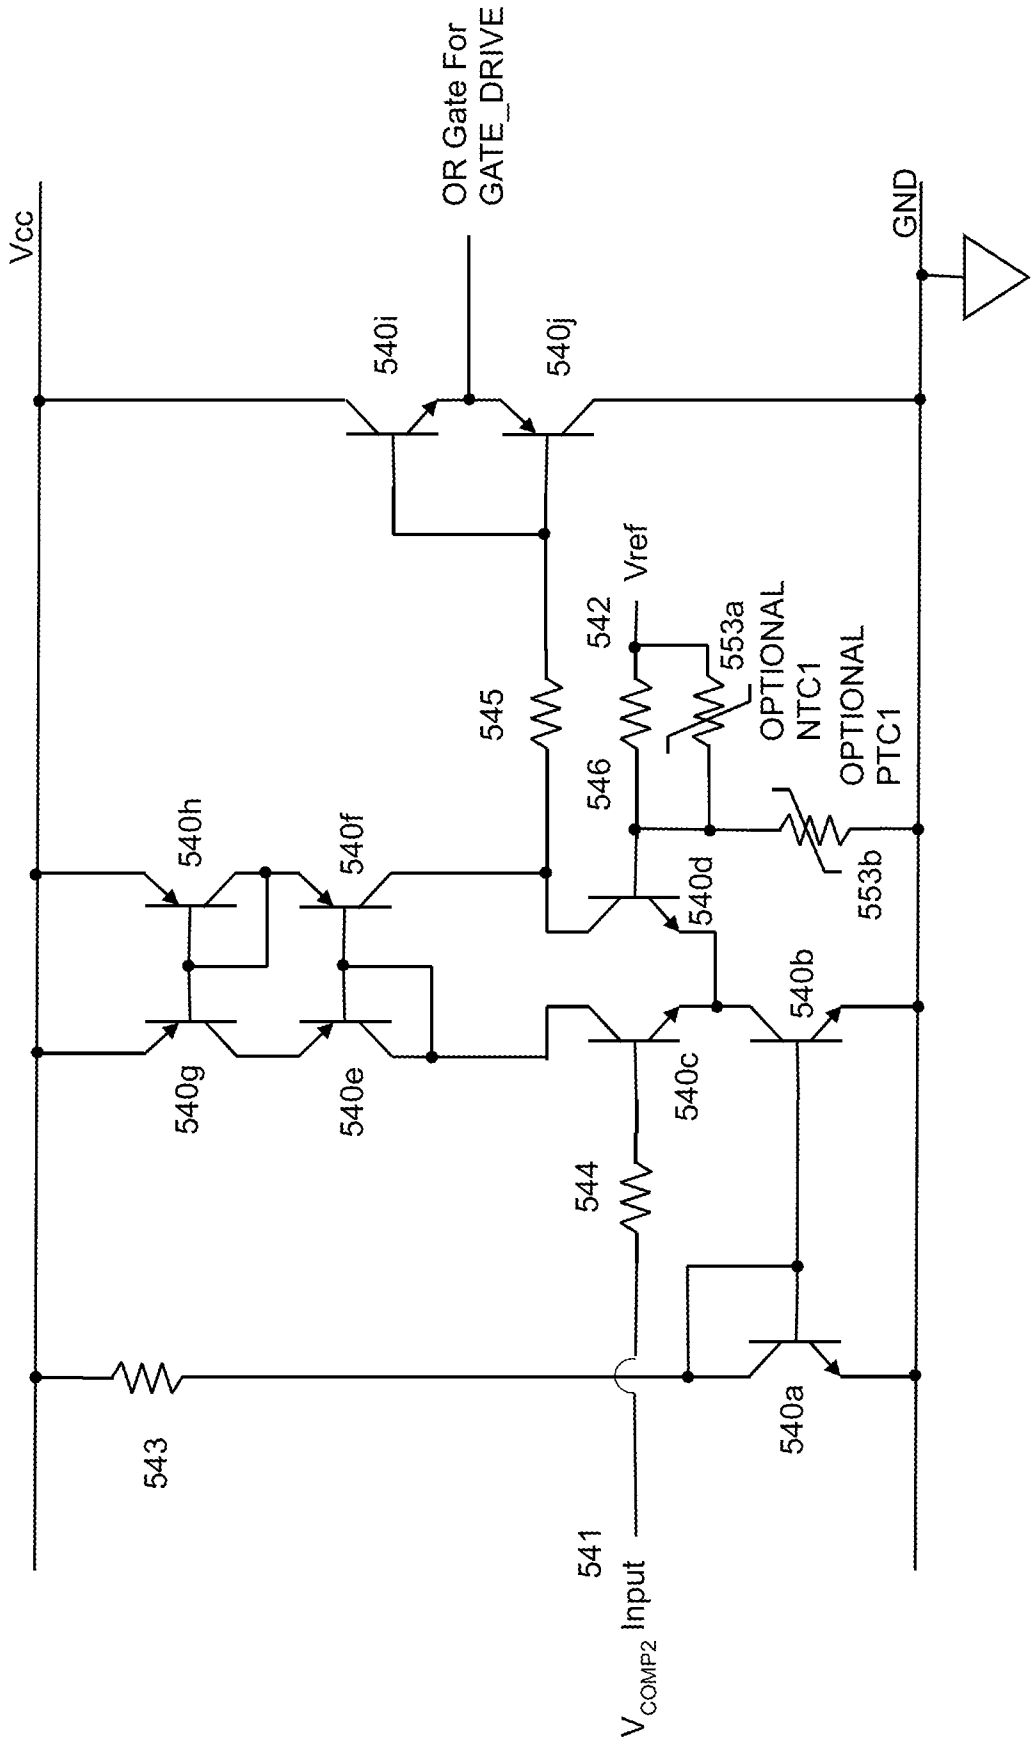 Vcc
OR Gate For
GATE_DRIVE
GND
540i
540j
540h
540f
540g
540e
545
542
Vref
546
553a
OPTIONAL
NTC1
OPTIONAL
PTC1
553b
540d
540b
540c
544
543
540a
541
VCOMP2 Input